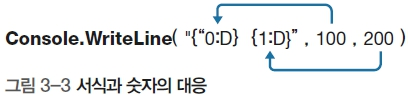 Console.WriteLine( "{“0:D} {1:D}” , 100 , 200 )
그림 3-3 서식과 숫자의 대응